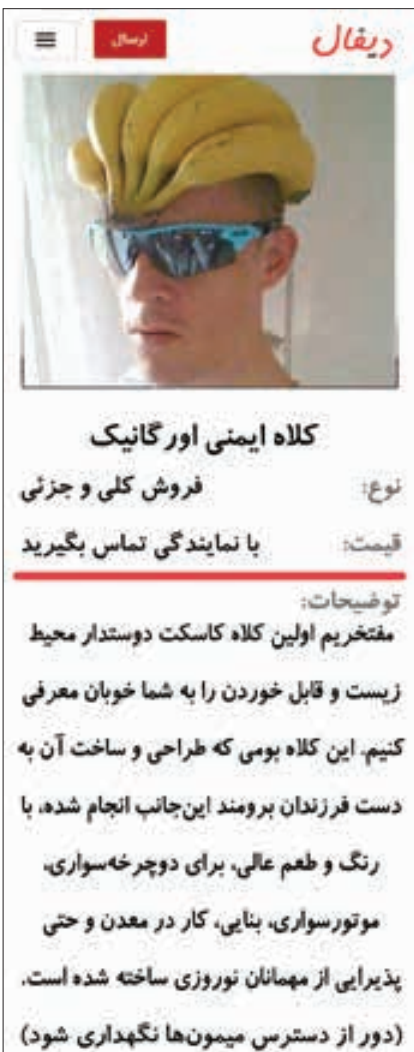 دیفال
ارسال
کلاه ایمنی اورگانیک
نوع: فروش کلی و جزئی
قیمت: با نمایندگی تماس بگیرید
توضیحات:
مفتخریم اولین کلاه کاسکت دوستدار محیط
زیست و قابل خوردن را به شما خوبان معرفی
کنیم. این کلاه بومی که طراحی و ساخت آن به
دست فرزندان برومند این‌جانب انجام شده، با
رنگ و طعم عالی، برای دوچرخه‌سواری،
موتورسواری، بنایی، کار در معدن و حتی
پذیرایی از مهمانان نوروزی ساخته شده است.
(دور از دسترس میمون‌ها نگهداری شود)